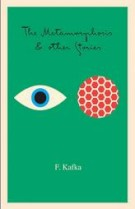 The Metamorphosis
& Other Stories
F. Kafka